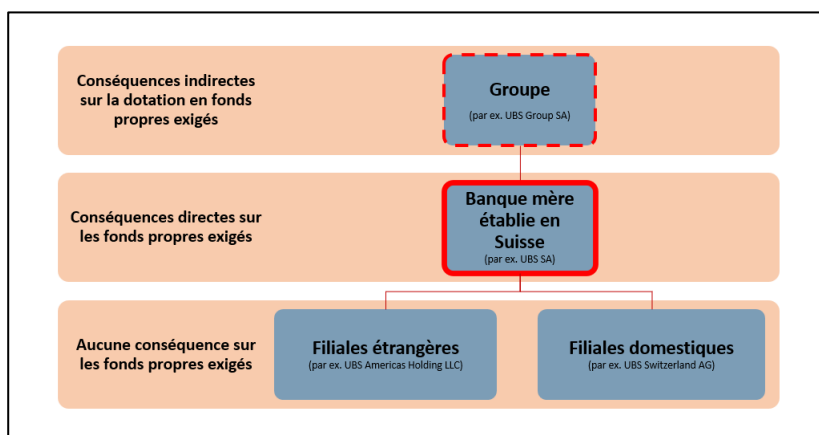 Conséquences indirectes
sur la dotation en fonds
propres exigés
Groupe
(par ex. UBS Group SA)
Conséquences directes sur
les fonds propres exigés
Banque mère
établie en
Suisse
(par ex. UBS SA)
Aucune conséquence sur
les fonds propres exigés
Filiales étrangères
(par ex. UBS Americas Holding LLC)
Filiales domestiques
(par ex. UBS Switzerland AG)